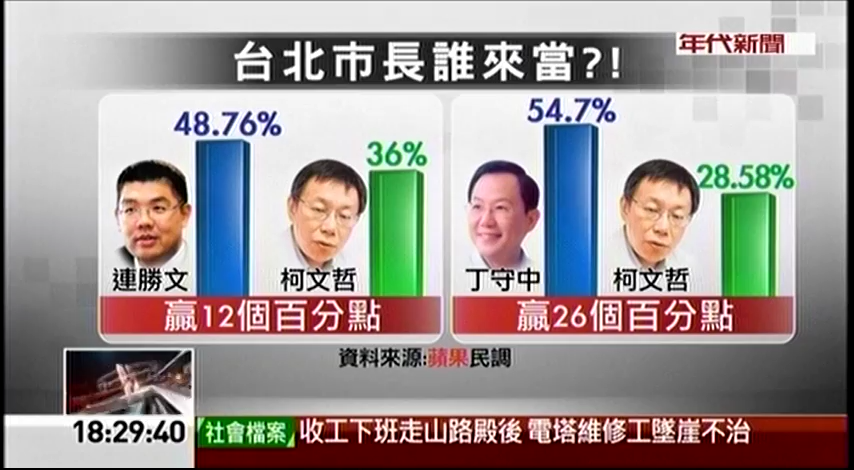 台北市長誰來當?!
年代新聞
48.76%
36%
連勝文
柯文哲
贏12個百分點
54.7%
28.58%
丁守中
柯文哲
贏26個百分點
資料來源:蘋果民調
18:29:40
社會檔案
收工下班走山路殿後 電塔維修工墜崖不治